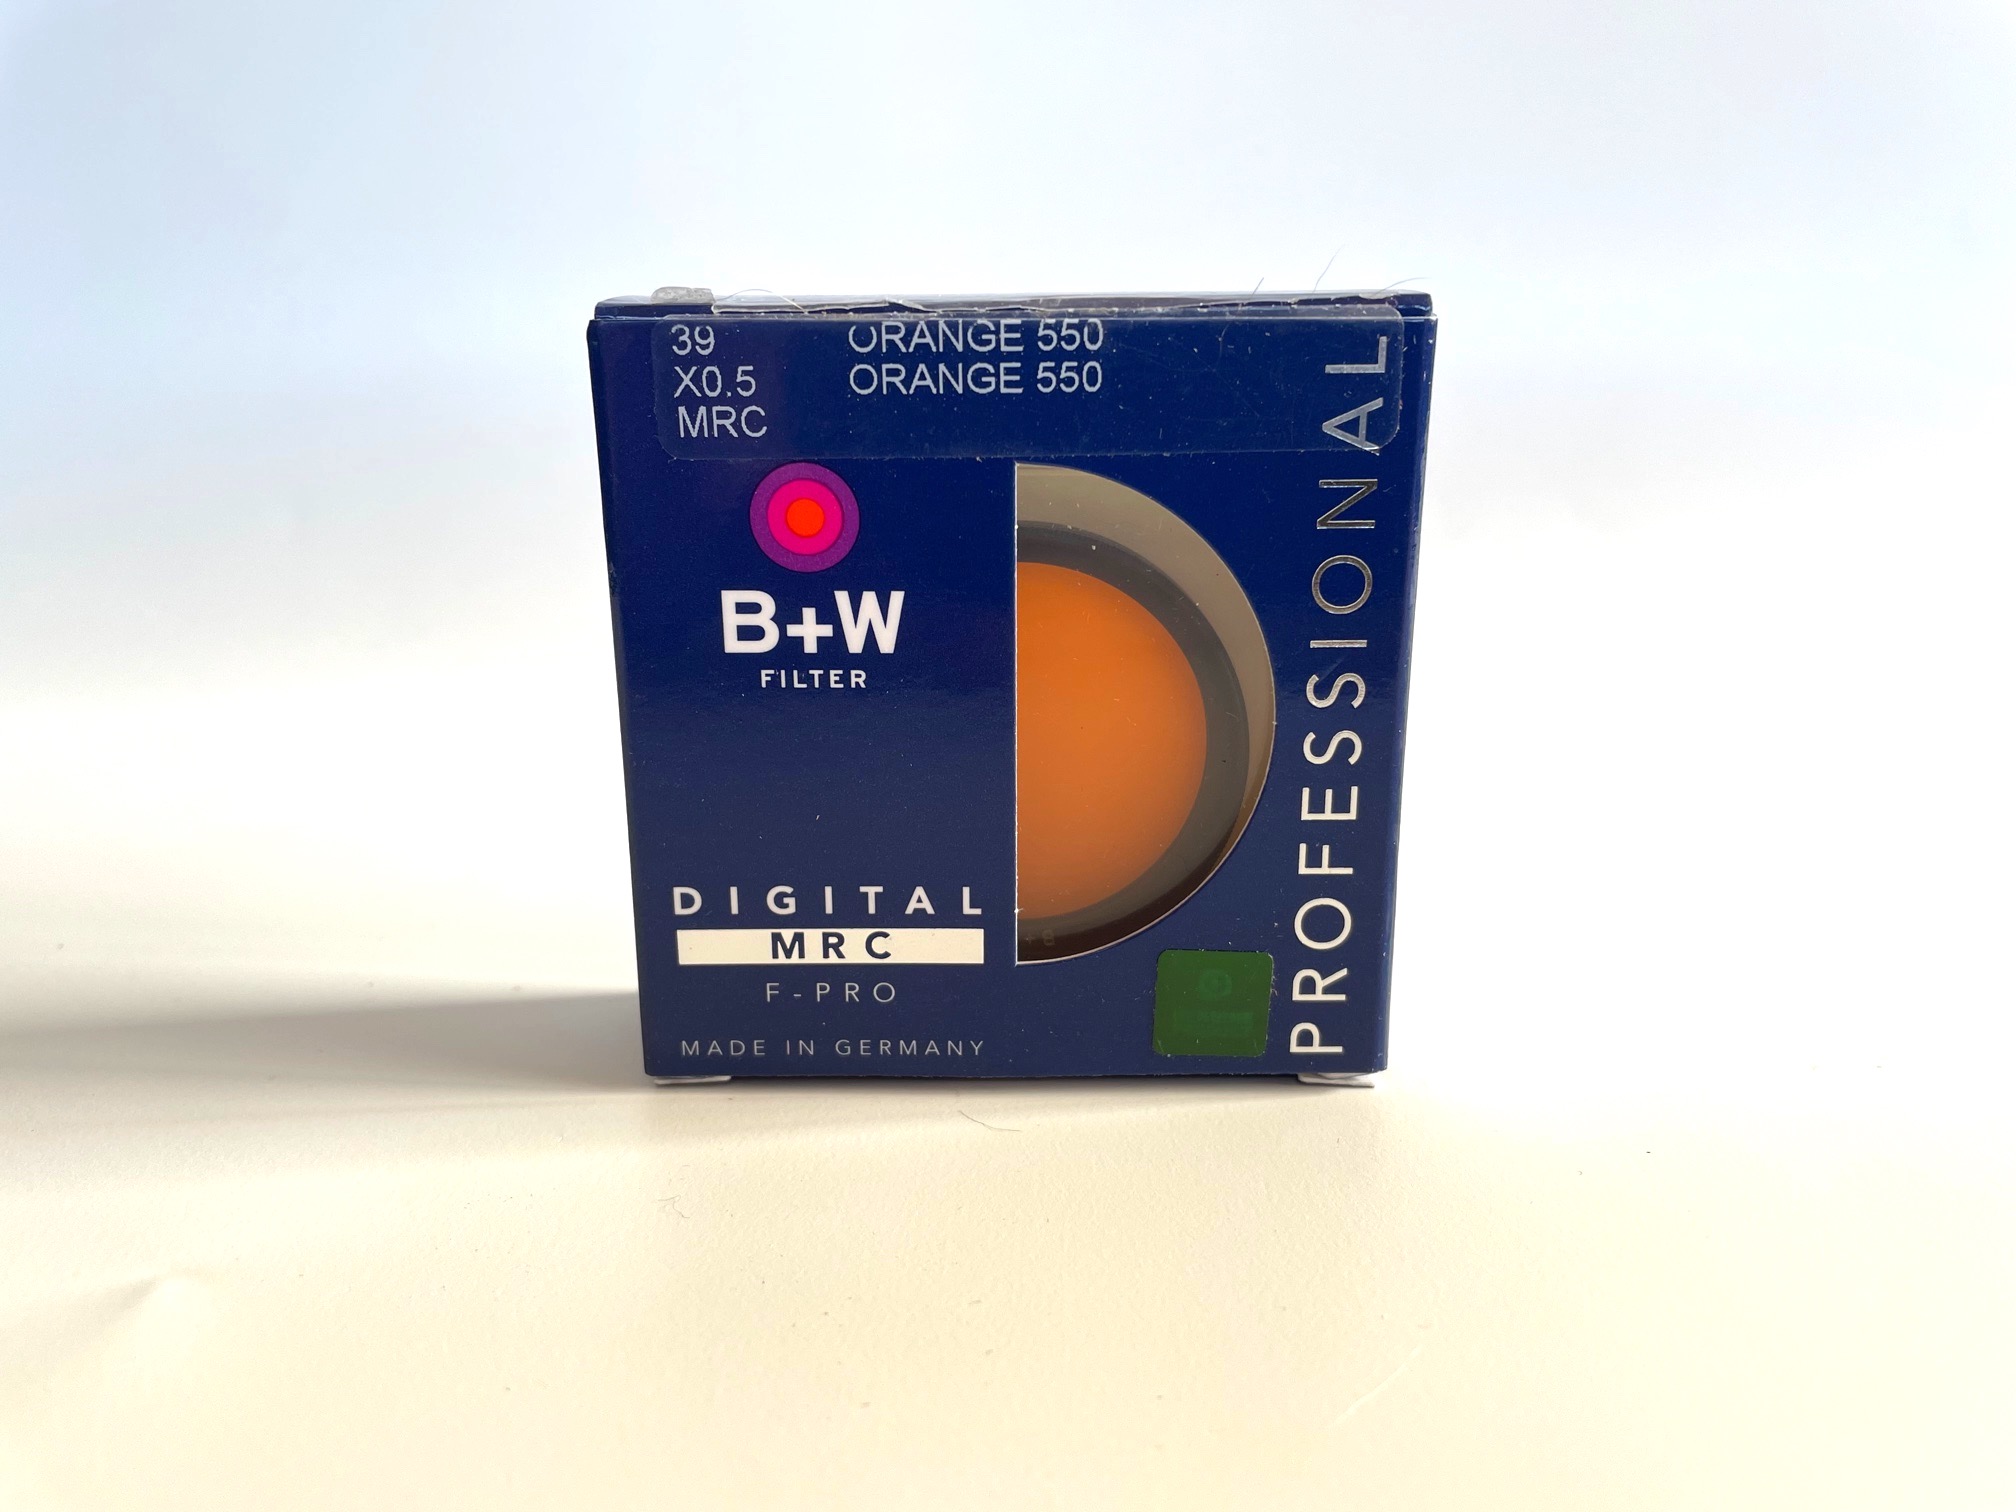 39 ORANGE 550
X0.5 ORANGE 550
MRC
B+W
FILTER
DIGITAL
MRC
F-PRO
MADE IN GERMANY
PROFESSIONAL